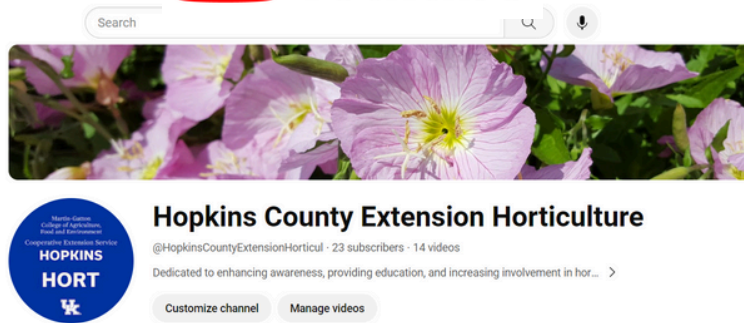 Search
Martin-Gatton
College of Agriculture,
Food and Environment
Cooperative Extension Service
HOPKINS
HORT
UK
Hopkins County Extension Horticulture
@HopkinsCountyExtensionHorticul · 23 subscribers · 14 videos
Dedicated to enhancing awareness, providing education, and increasing involvement in hor...
Customize channel
Manage videos